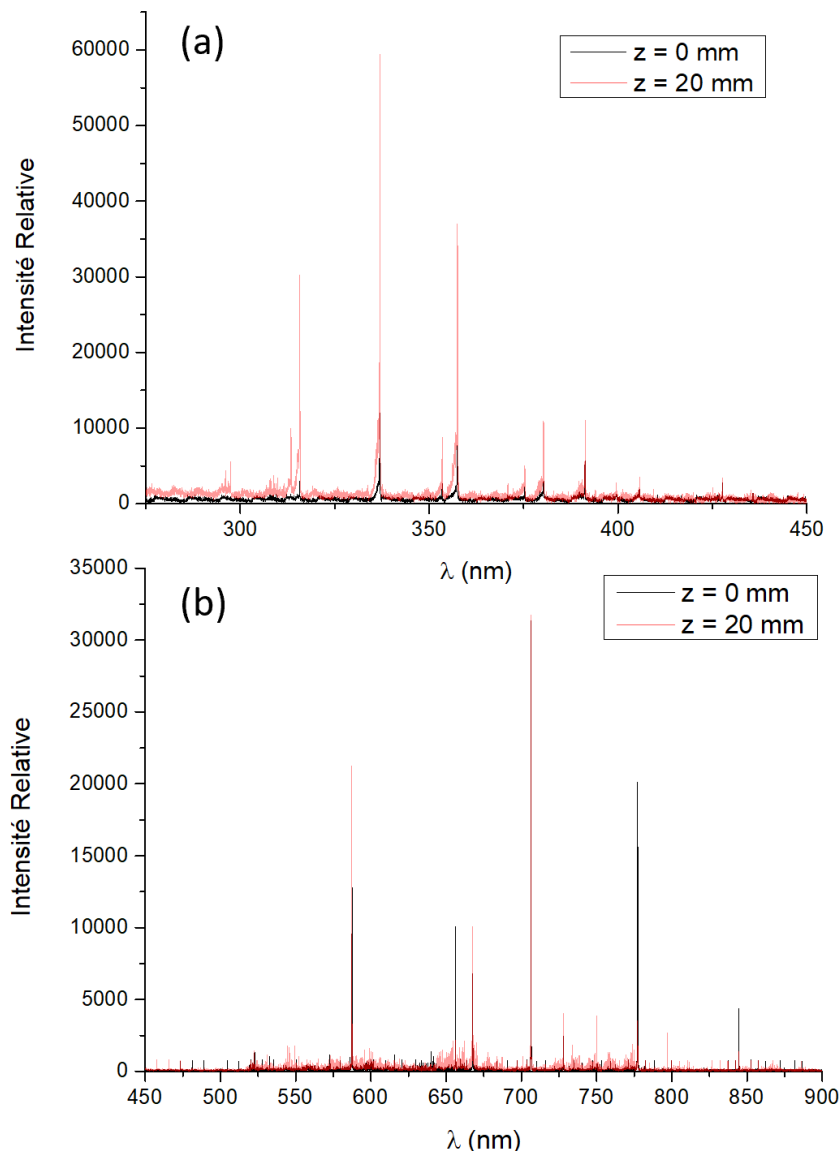 (a)
z = 0 mm
z = 20 mm
Intensité Relative
60000
50000
40000
30000
20000
10000
0
300 350 400 450
λ (nm)
(b)
z = 0 mm
z = 20 mm
Intensité Relative
35000
30000
25000
20000
15000
10000
5000
0
450 500 550 600 650 700 750 800 850 900
λ (nm)